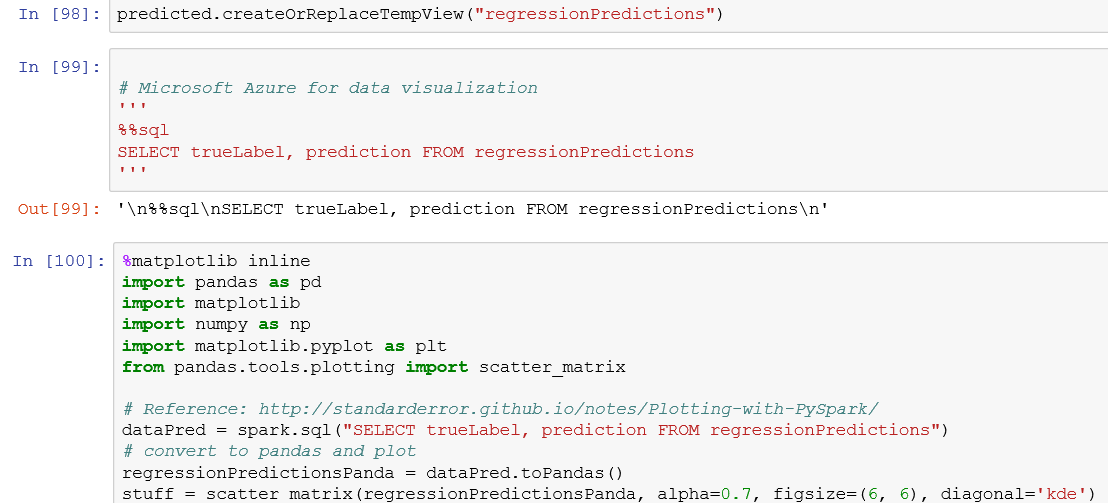 In [98]: predicted.createOrReplaceTempView("regressionPredictions")
In [99]:
# Microsoft Azure for data visualization
'''
%%sql
SELECT trueLabel, prediction FROM regressionPredictions
'''
Out[99]: '\n%%sql\nSELECT trueLabel, prediction FROM regressionPredictions\n'
In [100]: %matplotlib inline
import pandas as pd
import matplotlib
import numpy as np
import matplotlib.pyplot as plt
from pandas.tools.plotting import scatter_matrix
# Reference: http://standarderror.github.io/notes/Plotting-with-PySpark/
dataPred = spark.sql("SELECT trueLabel, prediction FROM regressionPredictions")
# convert to pandas and plot
regressionPredictionsPanda = dataPred.toPandas()
stuff = scatter_matrix(regressionPredictionsPanda, alpha=0.7, figsize=(6, 6), diagonal='kde')